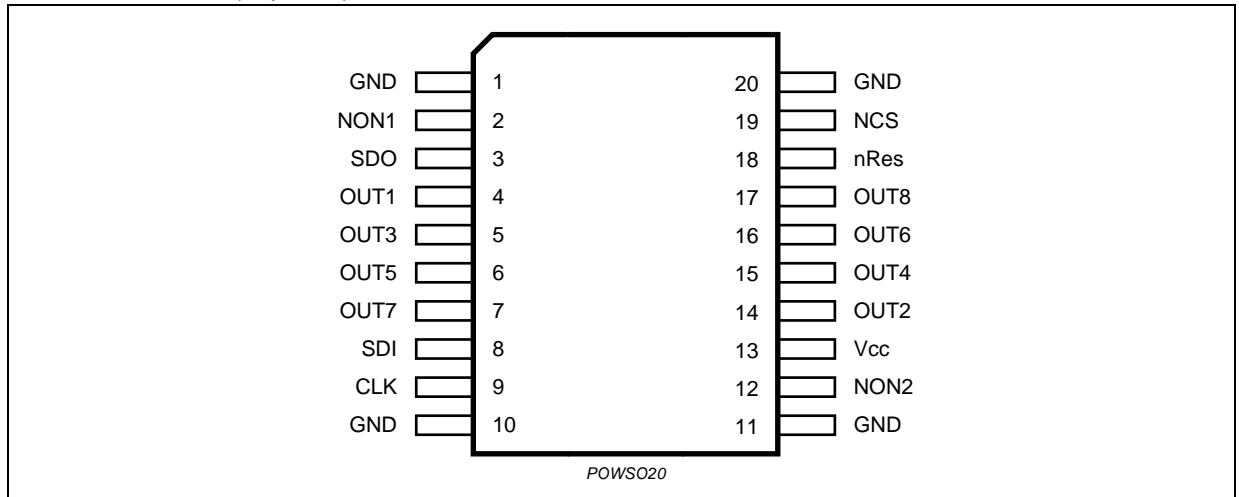 GND 1 20 GND
NON1 2 19 NCS
SDO 3 18 nRes
OUT1 4 17 OUT8
OUT3 5 16 OUT6
OUT5 6 15 OUT4
OUT7 7 14 OUT2
SDI 8 13 Vcc
CLK 9 12 NON2
GND 10 11 GND
POWSO20